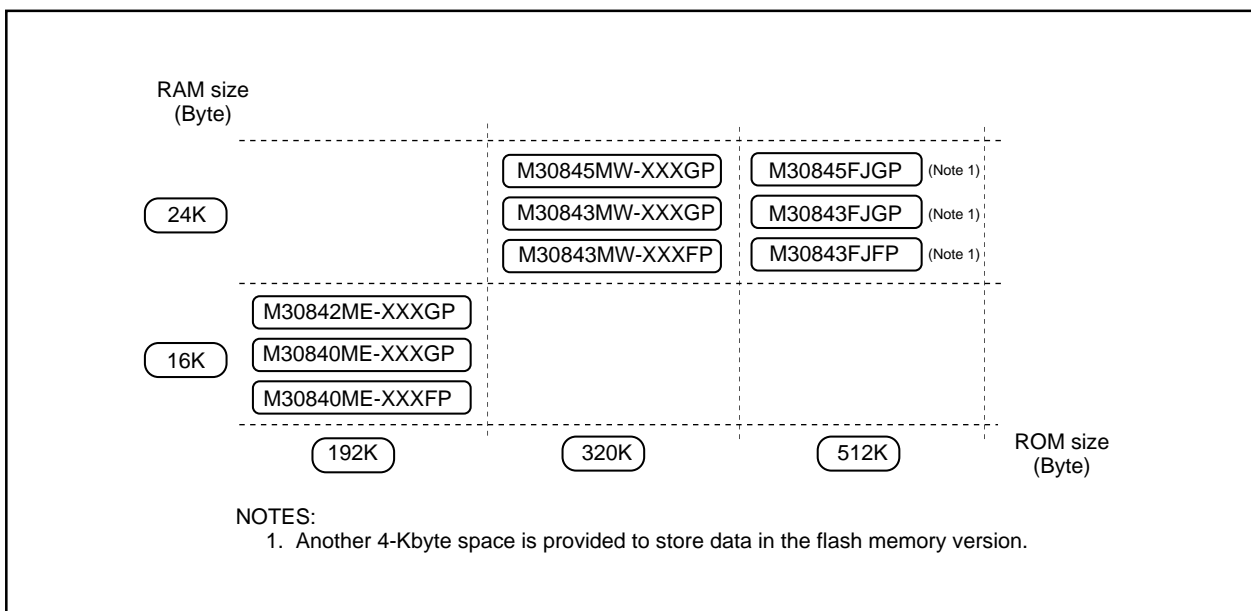 RAM size
(Byte)
M30845MW-XXXGP M30845FJGP (Note 1)
24K M30843MW-XXXGP M30843FJGP (Note 1)
M30843MW-XXXFP M30843FJFP (Note 1)
M30842ME-XXXGP
16K M30840ME-XXXGP
M30840ME-XXXFP
192K 320K 512K ROM size
(Byte)
NOTES:
1. Another 4-Kbyte space is provided to store data in the flash memory version.